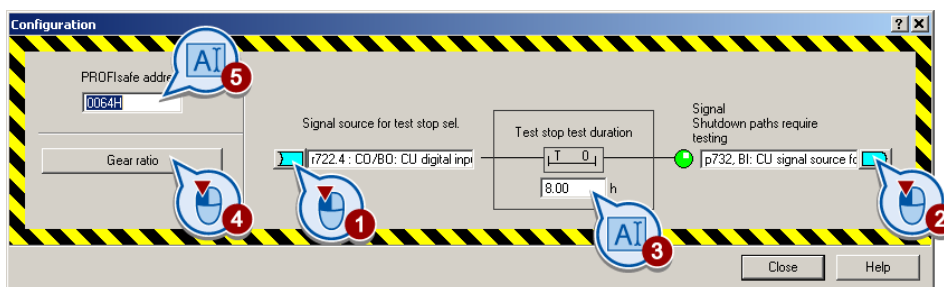 Configuration
PROFIsafe addre
0064H
Gear ratio
Signal source for test stop sel.
r722.4 : CO/BO: CU digital inpu
Test stop test duration
T 0
8.00 h
Signal
Shutdown paths require
testing
p732, BI: CU signal source fo
Close
Help
AI
5
4
1
AI
3
2